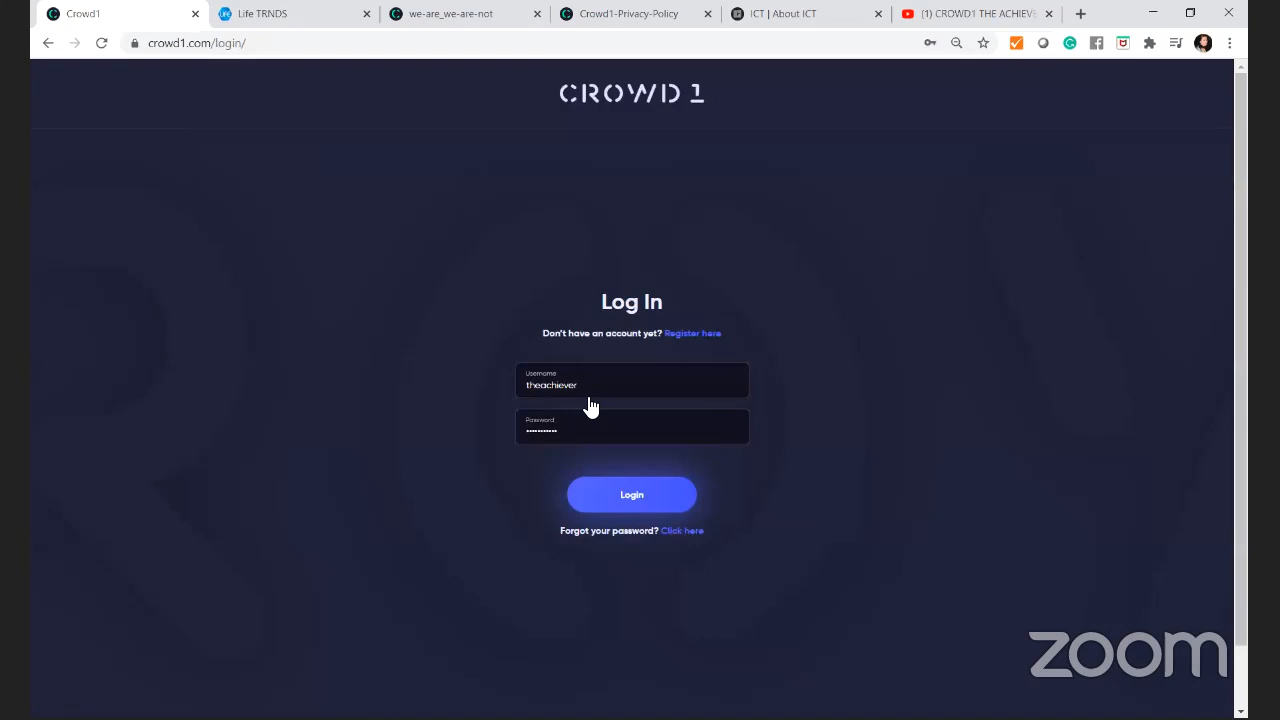 Crowd1
Life TRNDS
we-are_we-are-not
Crowd1-Privacy-Policy
ICT | About ICT
(1) CROWD1 THE ACHIEV
crowd1.com/login/
CROWD 1
Log In
Don't have an account yet? Register here
Username
theachiever
Password
Login
Forgot your password? Click here
zoom